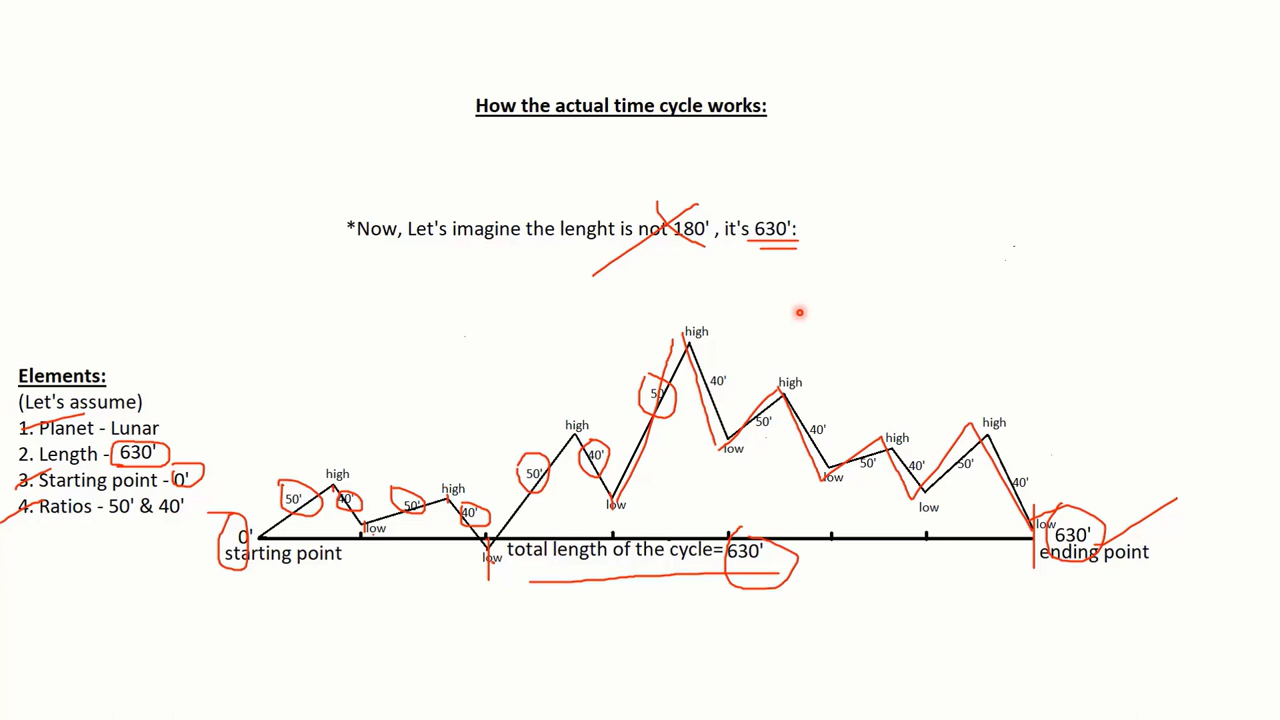 How the actual time cycle works:
*Now, Let's imagine the lenght is not 180' , it's 630':
Elements:
(Let's assume)
1. Planet - Lunar
2. Length - 630'
3. Starting point - 0'
4. Ratios - 50' & 40'
high
high
40'
high
50'
high
high
40'
low
50'
40'
high
50'
40'
50'
40'
low
low
50'
high
50'
40'
low
high
50'
40'
low
40'
low
low
low
0'
starting point
low
total length of the cycle= 630'
630'
ending point